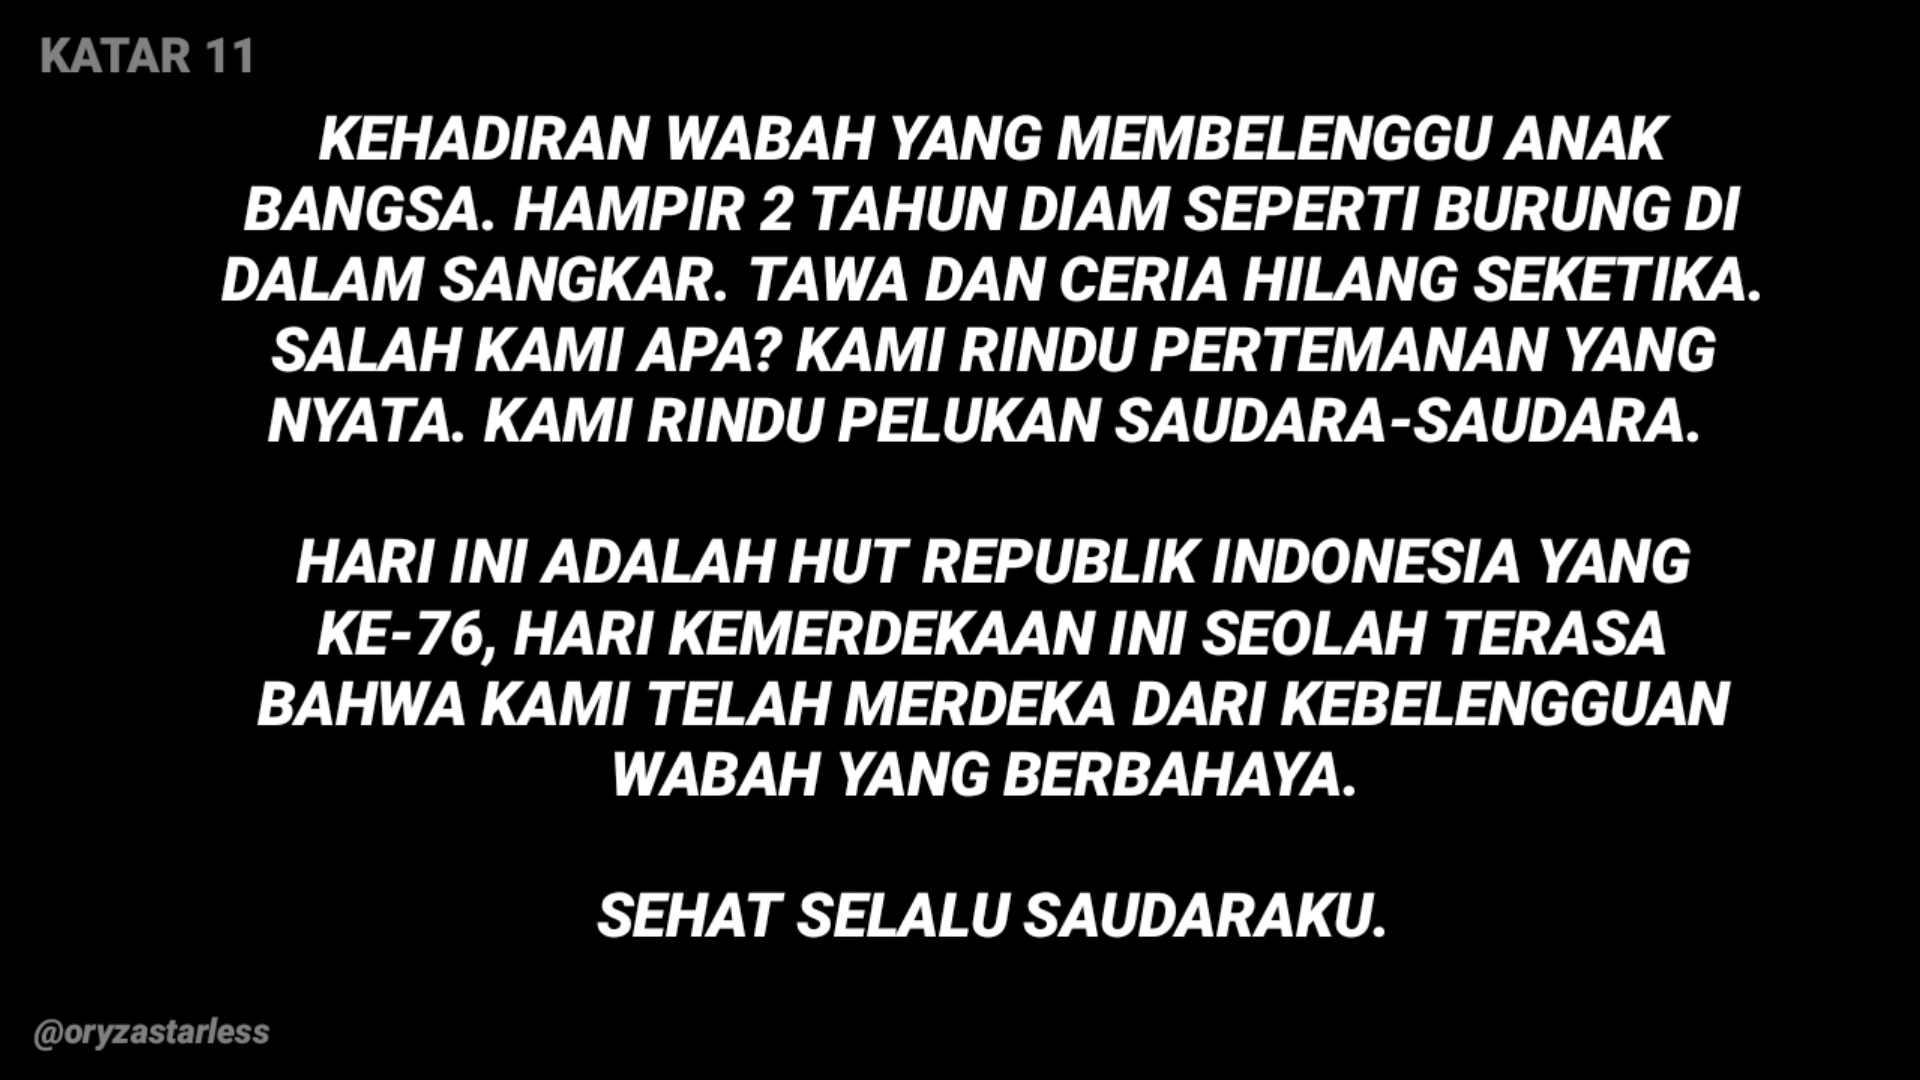 KATAR 11
KEHADIRAN WABAH YANG MEMBELENGGU ANAK
BANGSA. HAMPIR 2 TAHUN DIAM SEPERTI BURUNG DI
DALAM SANGKAR. TAWA DAN CERIA HILANG SEKETIKA.
SALAH KAMI APA? KAMI RINDU PERTEMANAN YANG
NYATA. KAMI RINDU PELUKAN SAUDARA-SAUDARA.
HARI INI ADALAH HUT REPUBLIK INDONESIA YANG
KE-76, HARI KEMERDEKAAN INI SEOLAH TERASA
BAHWA KAMI TELAH MERDEKA DARI KEBELENGGUAN
WABAH YANG BERBAHAYA.
SEHAT SELALU SAUDARAKU.
@oryzastarless